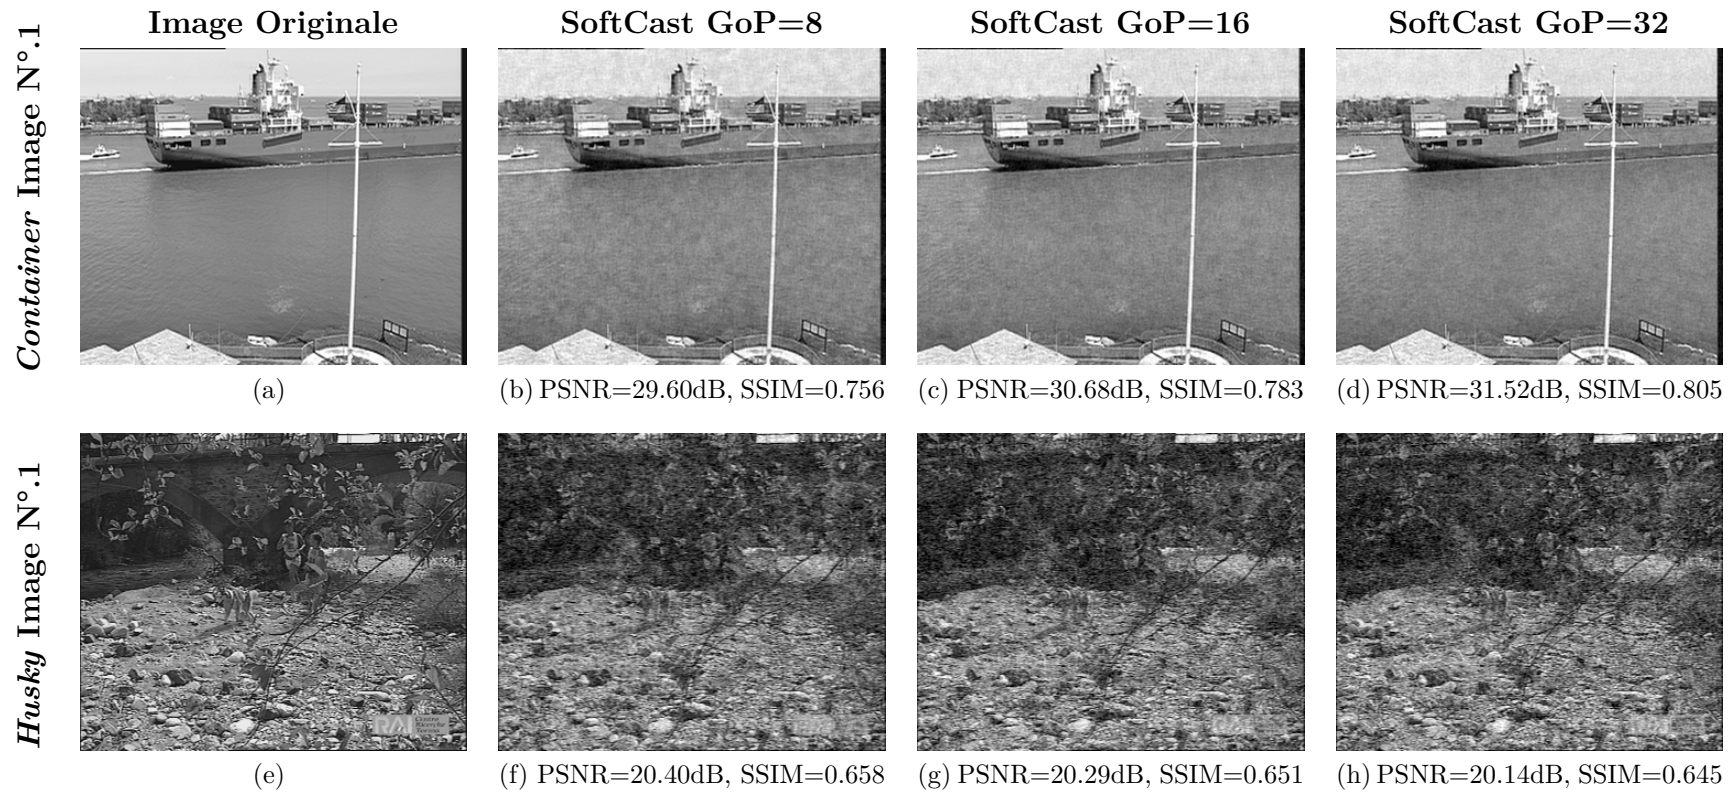 Image Originale
SoftCast GoP=8
SoftCast GoP=16
SoftCast GoP=32
Container Image N°.1
(a)
(b) PSNR=29.60dB, SSIM=0.756
(c) PSNR=30.68dB, SSIM=0.783
(d) PSNR=31.52dB, SSIM=0.805
Husky Image N°.1
RAI
(e)
(f) PSNR=20.40dB, SSIM=0.658
(g) PSNR=20.29dB, SSIM=0.651
(h) PSNR=20.14dB, SSIM=0.645